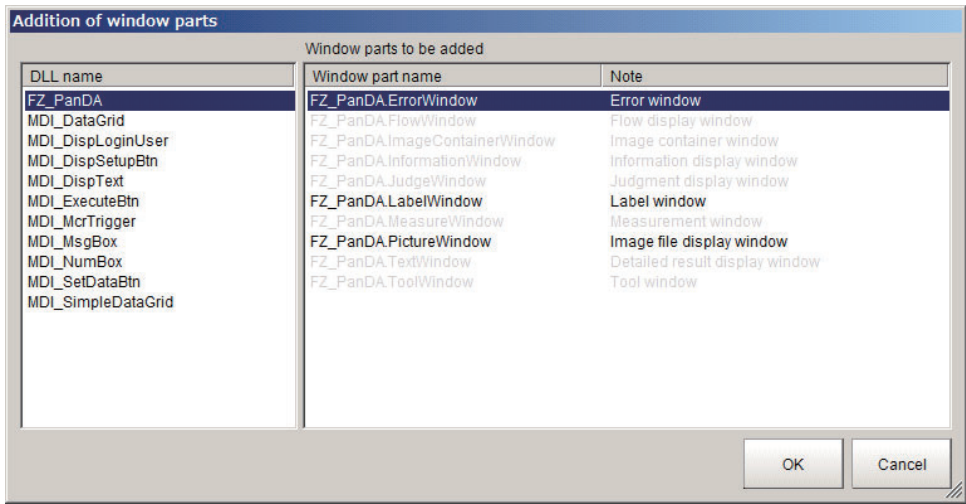 Addition of window parts
Window parts to be added
DLL name
FZ_PanDA
MDI_DataGrid
MDI_DispLoginUser
MDI_DispSetupBtn
MDI_DispText
MDI_ExecuteBtn
MDI_McrTrigger
MDI_MsgBox
MDI_NumBox
MDI_SetDataBtn
MDI_SimpleDataGrid
Window part name Note
FZ_PanDA.ErrorWindow Error window
FZ_PanDA.FlowWindow Flow display window
FZ_PanDA.ImageContainerWindow Image container window
FZ_PanDA.InformationWindow Information display window
FZ_PanDA.JudgeWindow Judgment display window
FZ_PanDA.LabelWindow Label window
FZ_PanDA.MeasureWindow Measurement window
FZ_PanDA.PictureWindow Image file display window
FZ_PanDA.TextWindow Detailed result display window
FZ_PanDA.ToolWindow Tool window
OK Cancel